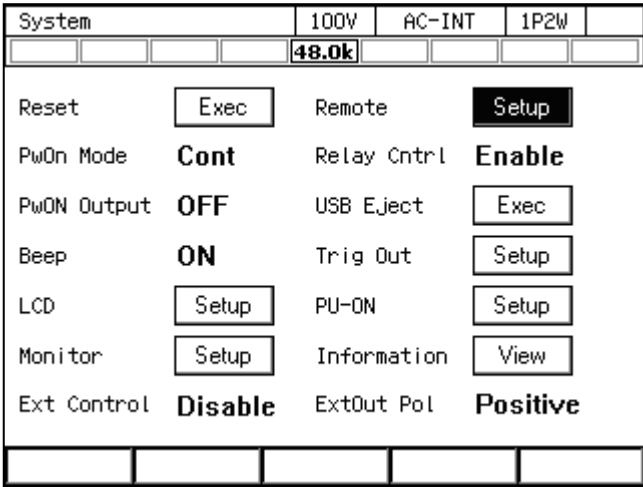 System 100V AC-INT 1P2W
48.0k
Reset Exec Remote Setup
PwOn Mode Cont Relay Cntrl Enable
PwON Output OFF USB Eject Exec
Beep ON Trig Out Setup
LCD Setup PU-ON Setup
Monitor Setup Information View
Ext Control Disable ExtOut Pol Positive